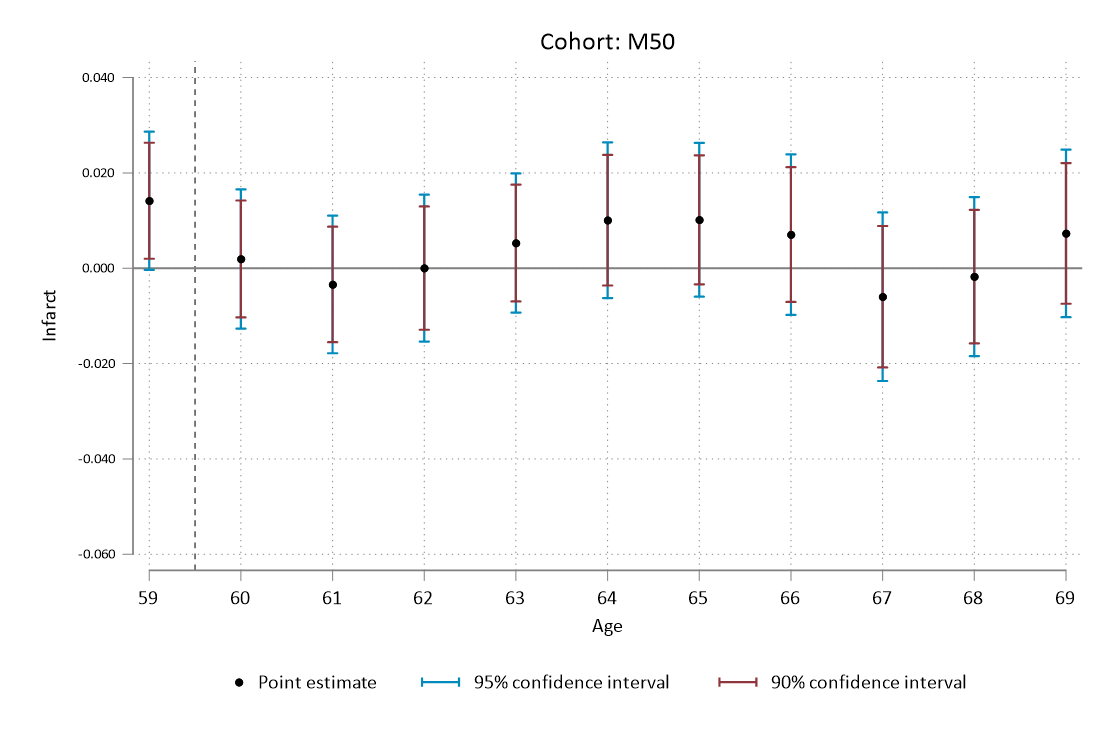 Cohort: M50
0.040
0.020
0.000
-0.020
-0.040
-0.060
Infarct
59 60 61 62 63 64 65 66 67 68 69
Age
Point estimate 95% confidence interval 90% confidence interval